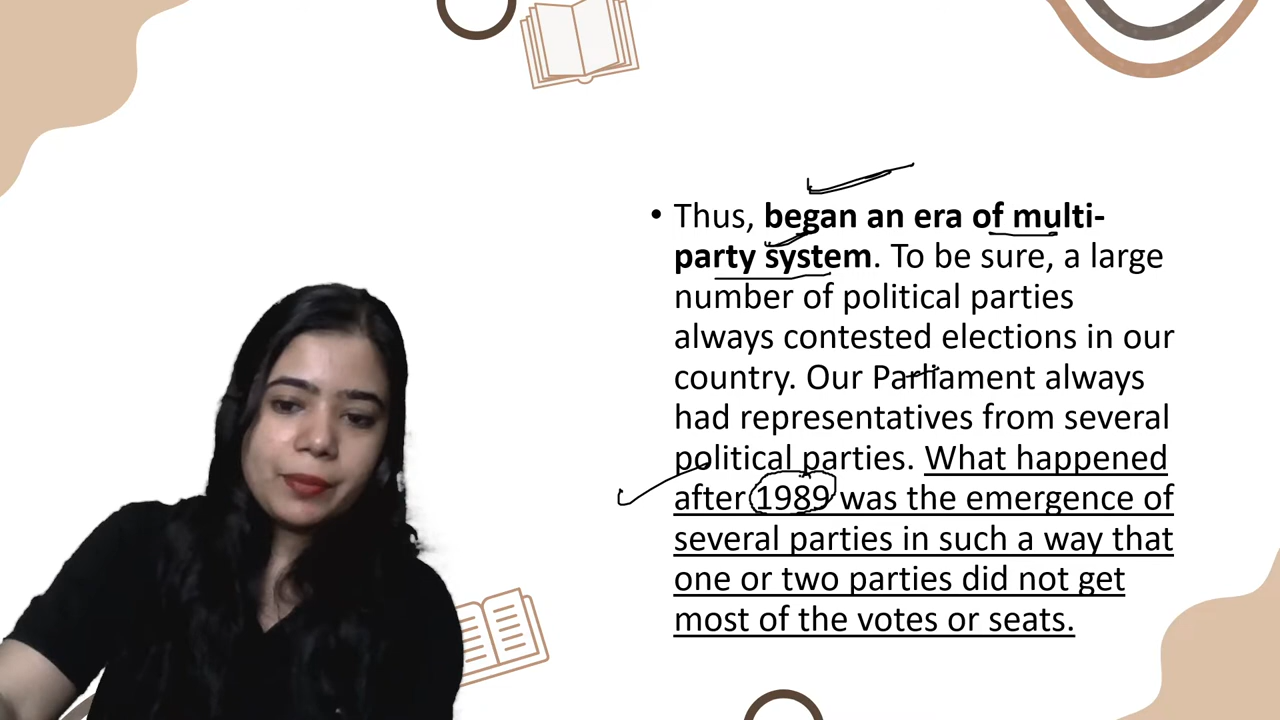 • Thus, began an era of multi-
party system. To be sure, a large
number of political parties
always contested elections in our
country. Our Parliament always
had representatives from several
political parties. What happened
after 1989 was the emergence of
several parties in such a way that
one or two parties did not get
most of the votes or seats.